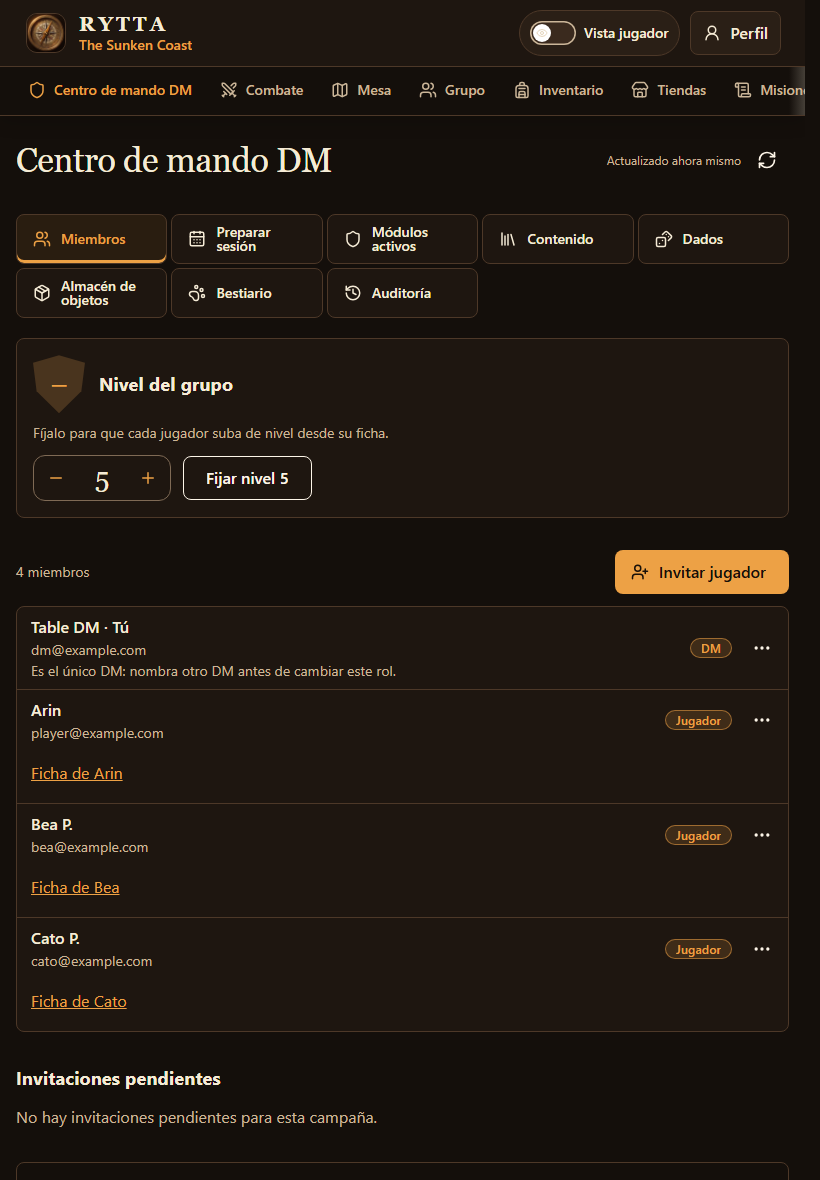 RYTTA
The Sunken Coast
Vista jugador
Perfil
Centro de mando DM
Combate
Mesa
Grupo
Inventario
Tiendas
Centro de mando DM
Actualizado ahora mismo
Miembros
Preparar
sesión
Módulos
activos
Contenido
Dados
Almacén de
objetos
Bestiario
Auditoría
–
Nivel del grupo
Fíjalo para que cada jugador suba de nivel desde su ficha.
− 5 +
Fijar nivel 5
4 miembros
Invitar jugador
Table DM · Tú
dm@example.com
Es el único DM: nombra otro DM antes de cambiar este rol.
DM
Arin
player@example.com
Jugador
Ficha de Arin
Bea P.
bea@example.com
Jugador
Ficha de Bea
Cato P.
cato@example.com
Jugador
Ficha de Cato
Invitaciones pendientes
No hay invitaciones pendientes para esta campaña.